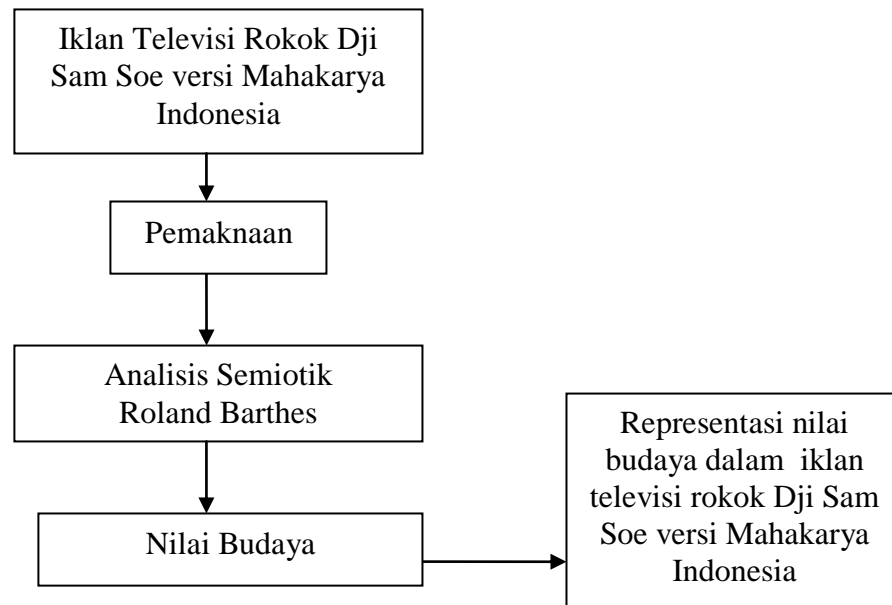 Iklan Televisi Rokok Dji
Sam Soe versi Mahakarya
Indonesia
Pemaknaan
Analisis Semiotik
Roland Barthes
Nilai Budaya
Representasi nilai
budaya dalam iklan
televisi rokok Dji Sam
Soe versi Mahakarya
Indonesia